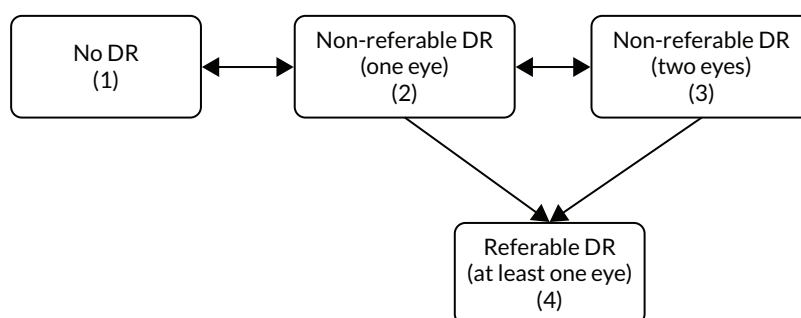 No DR
(1)
Non-referable DR
(one eye)
(2)
Non-referable DR
(two eyes)
(3)
Referable DR
(at least one eye)
(4)